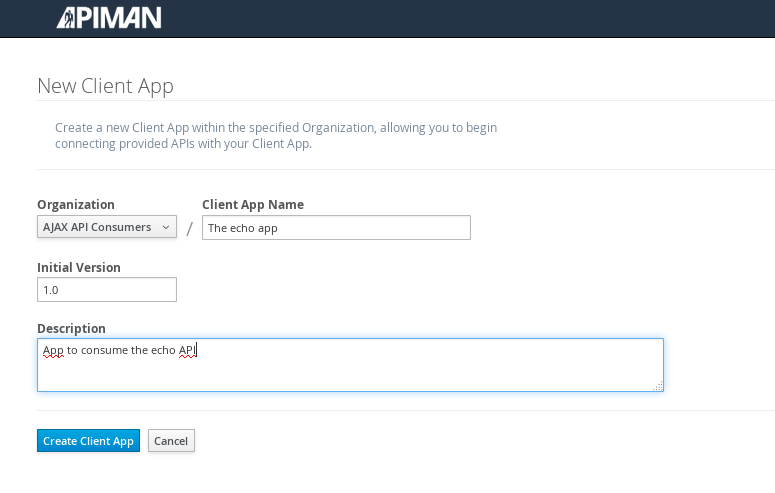 APIMAN
New Client App
Create a new Client App within the specified Organization, allowing you to begin
connecting provided APIs with your Client App.
Organization Client App Name
AJAX API Consumers / The echo app
Initial Version
1.0
Description
App to consume the echo API
Create Client App Cancel